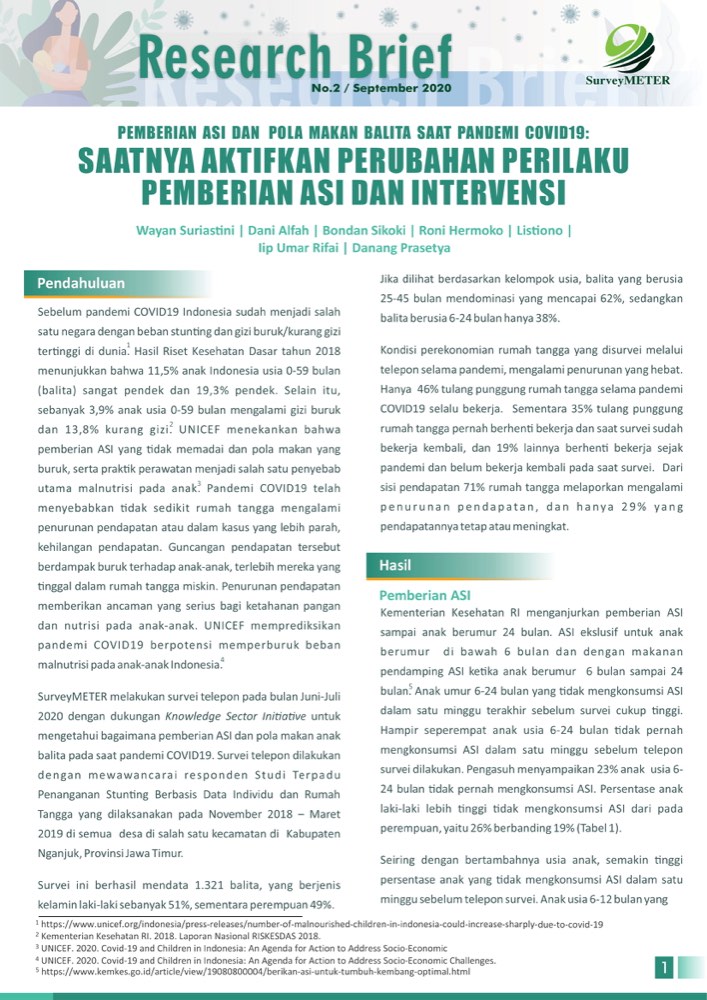 Research Brief
No.2 / September 2020
SurveyMETER
PEMBERIAN ASI DAN POLA MAKAN BALITA SAAT PANDEMI COVID19:
SAATNYA AKTIFKAN PERUBAHAN PERILAKU
PEMBERIAN ASI DAN INTERVENSI
Wayan Suriastini | Dani Alfah | Bondan Sikoki | Roni Hermoko | Listiono |
Iip Umar Rifai | Danang Prasetya
Pendahuluan
Sebelum pandemi COVID19 Indonesia sudah menjadi salah
satu negara dengan beban stunting dan gizi buruk/kurang gizi
tertinggi di dunia.1 Hasil Riset Kesehatan Dasar tahun 2018
menunjukkan bahwa 11,5% anak Indonesia usia 0-59 bulan
(balita) sangat pendek dan 19,3% pendek. Selain itu,
sebanyak 3,9% anak usia 0-59 bulan mengalami gizi buruk
dan 13,8% kurang gizi.2 UNICEF menekankan bahwa
pemberian ASI yang tidak memadai dan pola makan yang
buruk, serta praktik perawatan menjadi salah satu penyebab
utama malnutrisi pada anak.3 Pandemi COVID19 telah
menyebabkan tidak sedikit rumah tangga mengalami
penurunan pendapatan atau dalam kasus yang lebih parah,
kehilangan pendapatan. Guncangan pendapatan tersebut
berdampak buruk terhadap anak-anak, terlebih mereka yang
tinggal dalam rumah tangga miskin. Penurunan pendapatan
memberikan ancaman yang serius bagi ketahanan pangan
dan nutrisi pada anak-anak. UNICEF memprediksikan
pandemi COVID19 berpotensi memperburuk beban
malnutrisi pada anak-anak Indonesia.4
SurveyMETER melakukan survei telepon pada bulan Juni-Juli
2020 dengan dukungan Knowledge Sector Initiative untuk
mengetahui bagaimana pemberian ASI dan pola makan anak
balita pada saat pandemi COVID19. Survei telepon dilakukan
dengan mewawancarai responden Studi Terpadu
Penanganan Stunting Berbasis Data Individu dan Rumah
Tangga yang dilaksanakan pada November 2018 – Maret
2019 di semua desa di salah satu kecamatan di Kabupaten
Nganjuk, Provinsi Jawa Timur.
Survei ini berhasil mendata 1.321 balita, yang berjenis
kelamin laki-laki sebanyak 51%, sementara perempuan 49%.
Jika dilihat berdasarkan kelompok usia, balita yang berusia
25-45 bulan mendominasi yang mencapai 62%, sedangkan
balita berusia 6-24 bulan hanya 38%.
Kondisi perekonomian rumah tangga yang disurvei melalui
telepon selama pandemi, mengalami penurunan yang hebat.
Hanya 46% tulang punggung rumah tangga selama pandemi
COVID19 selalu bekerja. Sementara 35% tulang punggung
rumah tangga pernah berhenti bekerja dan saat survei sudah
bekerja kembali, dan 19% lainnya berhenti bekerja sejak
pandemi dan belum bekerja kembali pada saat survei. Dari
sisi pendapatan 71% rumah tangga melaporkan mengalami
penurunan pendapatan, dan hanya 29% yang
pendapatannya tetap atau meningkat.
Hasil
Pemberian ASI
Kementerian Kesehatan RI menganjurkan pemberian ASI
sampai anak berumur 24 bulan. ASI ekslusif untuk anak
berumur di bawah 6 bulan dan dengan makanan
pendamping ASI ketika anak berumur 6 bulan sampai 24
bulan.5 Anak umur 6-24 bulan yang tidak mengkonsumsi ASI
dalam satu minggu terakhir sebelum survei cukup tinggi.
Hampir seperempat anak usia 6-24 bulan tidak pernah
mengkonsumsi ASI dalam satu minggu sebelum telepon
survei dilakukan. Pengasuh menyampaikan 23% anak usia 6-
24 bulan tidak pernah mengkonsumsi ASI. Persentase anak
laki-laki lebih tinggi tidak mengkonsumsi ASI dari pada
perempuan, yaitu 26% berbanding 19% (Tabel 1).
Seiring dengan bertambahnya usia anak, semakin tinggi
persentase anak yang tidak mengkonsumsi ASI dalam satu
minggu sebelum telepon survei. Anak usia 6-12 bulan yang
1 https://www.unicef.org/indonesia/press-releases/number-of-malnourished-children-in-indonesia-could-increase-sharply-due-to-covid-19
2 Kementerian Kesehatan RI. 2018. Laporan Nasional RISKESDAS 2018.
3 UNICEF. 2020. Covid-19 and Children in Indonesia: An Agenda for Action to Address Socio-Economic
4 UNICEF. 2020. Covid-19 and Children in Indonesia: An Agenda for Action to Address Socio-Economic Challenges.
5 https://www.kemkes.go.id/article/view/19080800004/berikan-asi-untuk-tumbuh-kembang-optimal.html
1